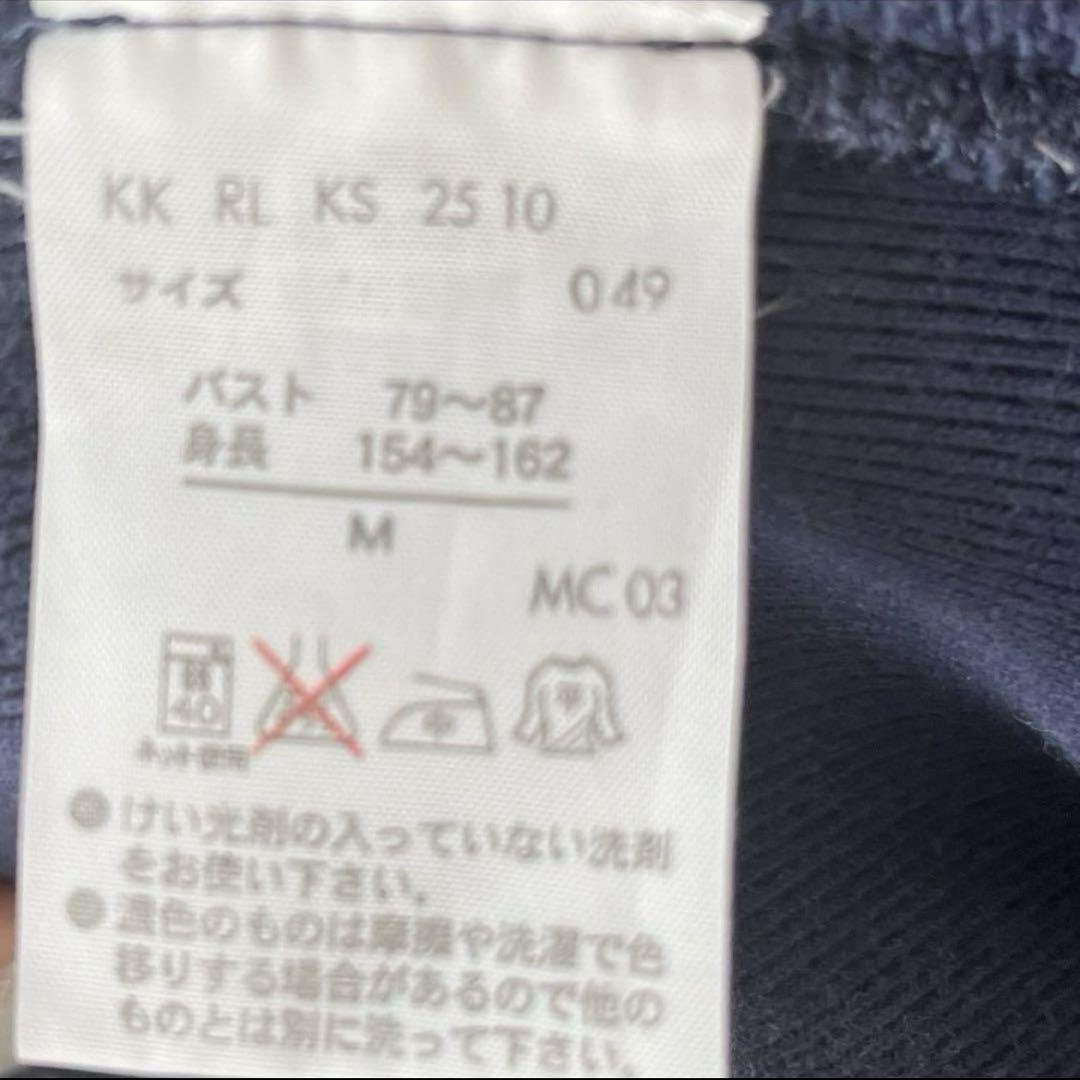 KK RL KS 25 10
サイズ 049
バスト 79〜87
身長 154〜162
M
MC 03
40
中
中
けい光剤の入っていない洗剤
をお使い下さい。
濃色のものは摩擦や洗濯で色
移りする場合があるので他の
ものとは別に洗って下さい。